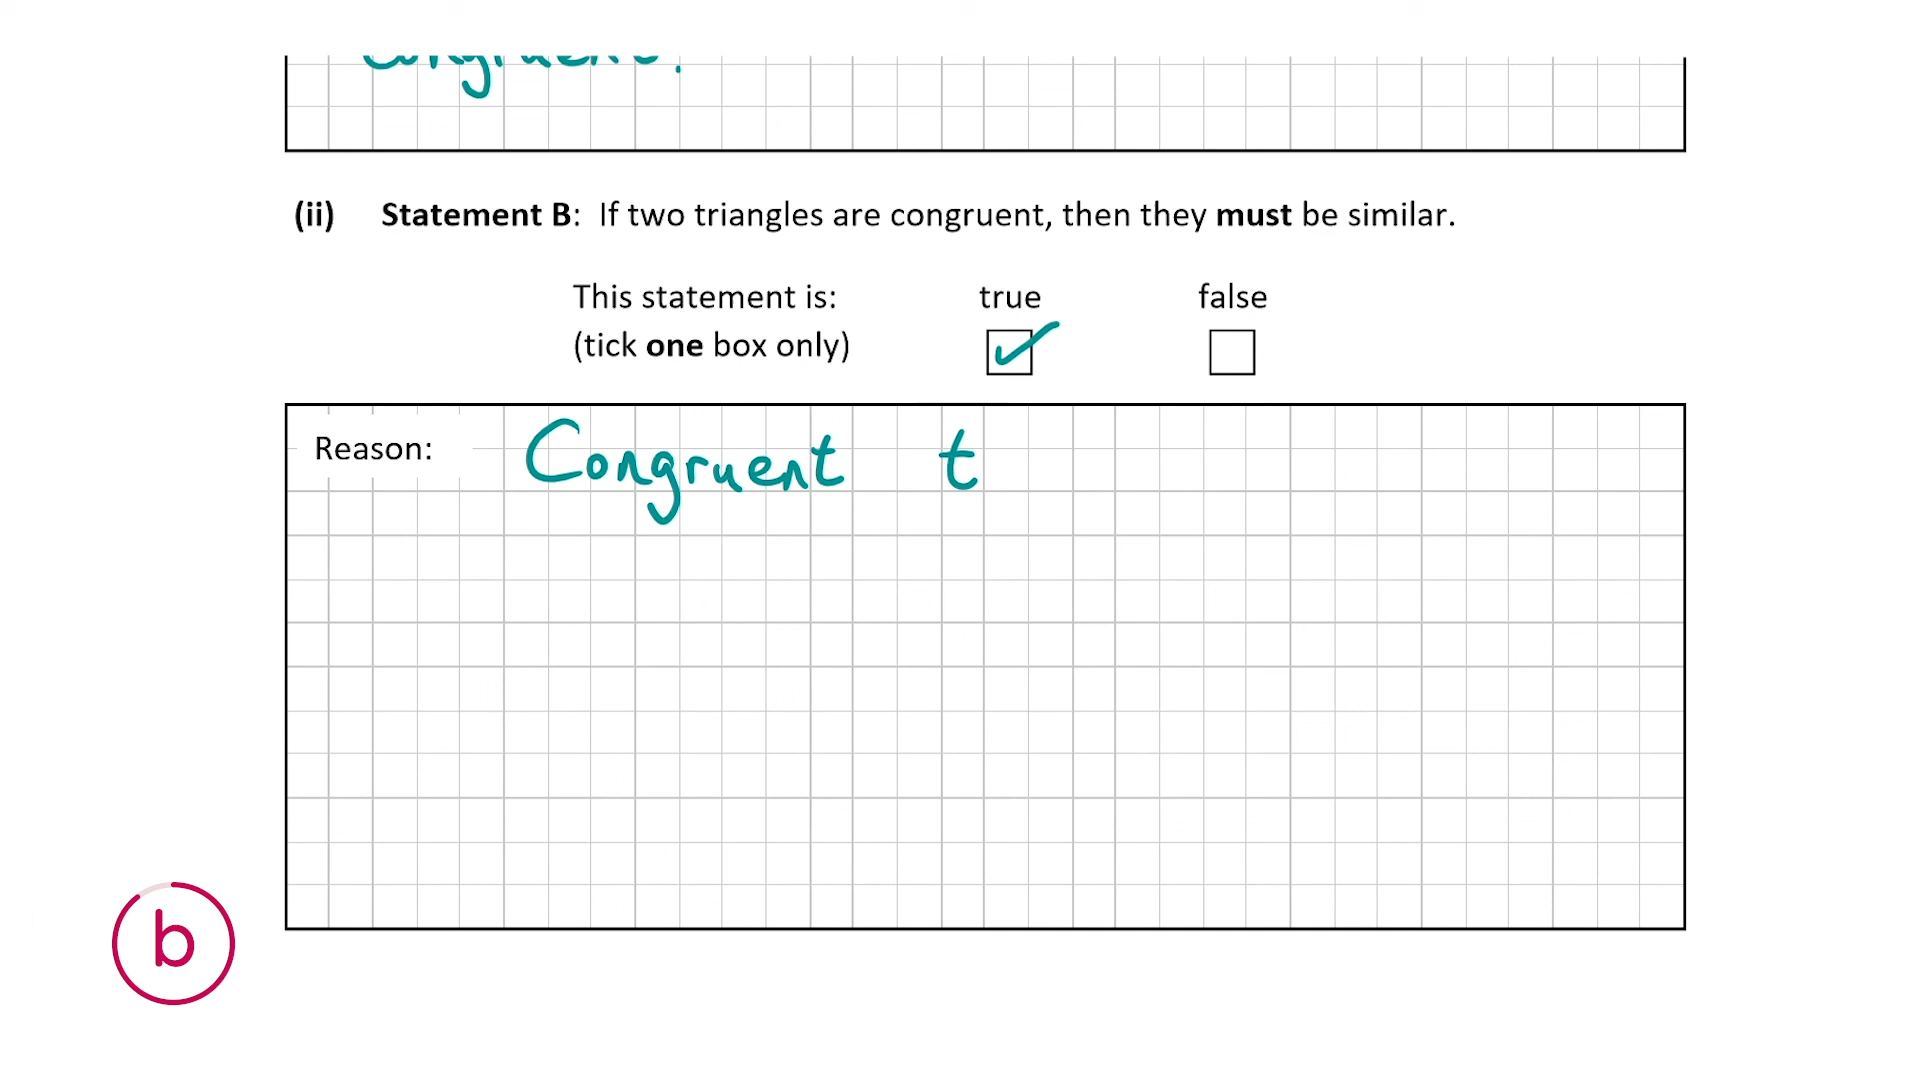 congruent.
(ii) Statement B: If two triangles are congruent, then they must be similar.
This statement is: true false
(tick one box only)
Reason: Congruent t
b